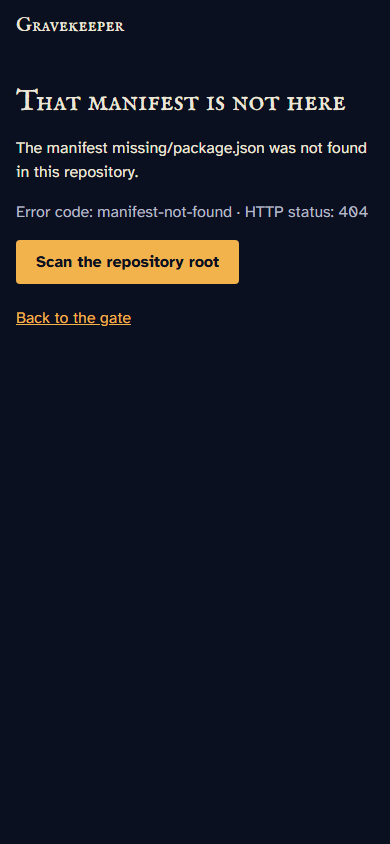 Gravekeeper
That manifest is not here
The manifest missing/package.json was not found
in this repository.
Error code: manifest-not-found · HTTP status: 404
Scan the repository root
Back to the gate